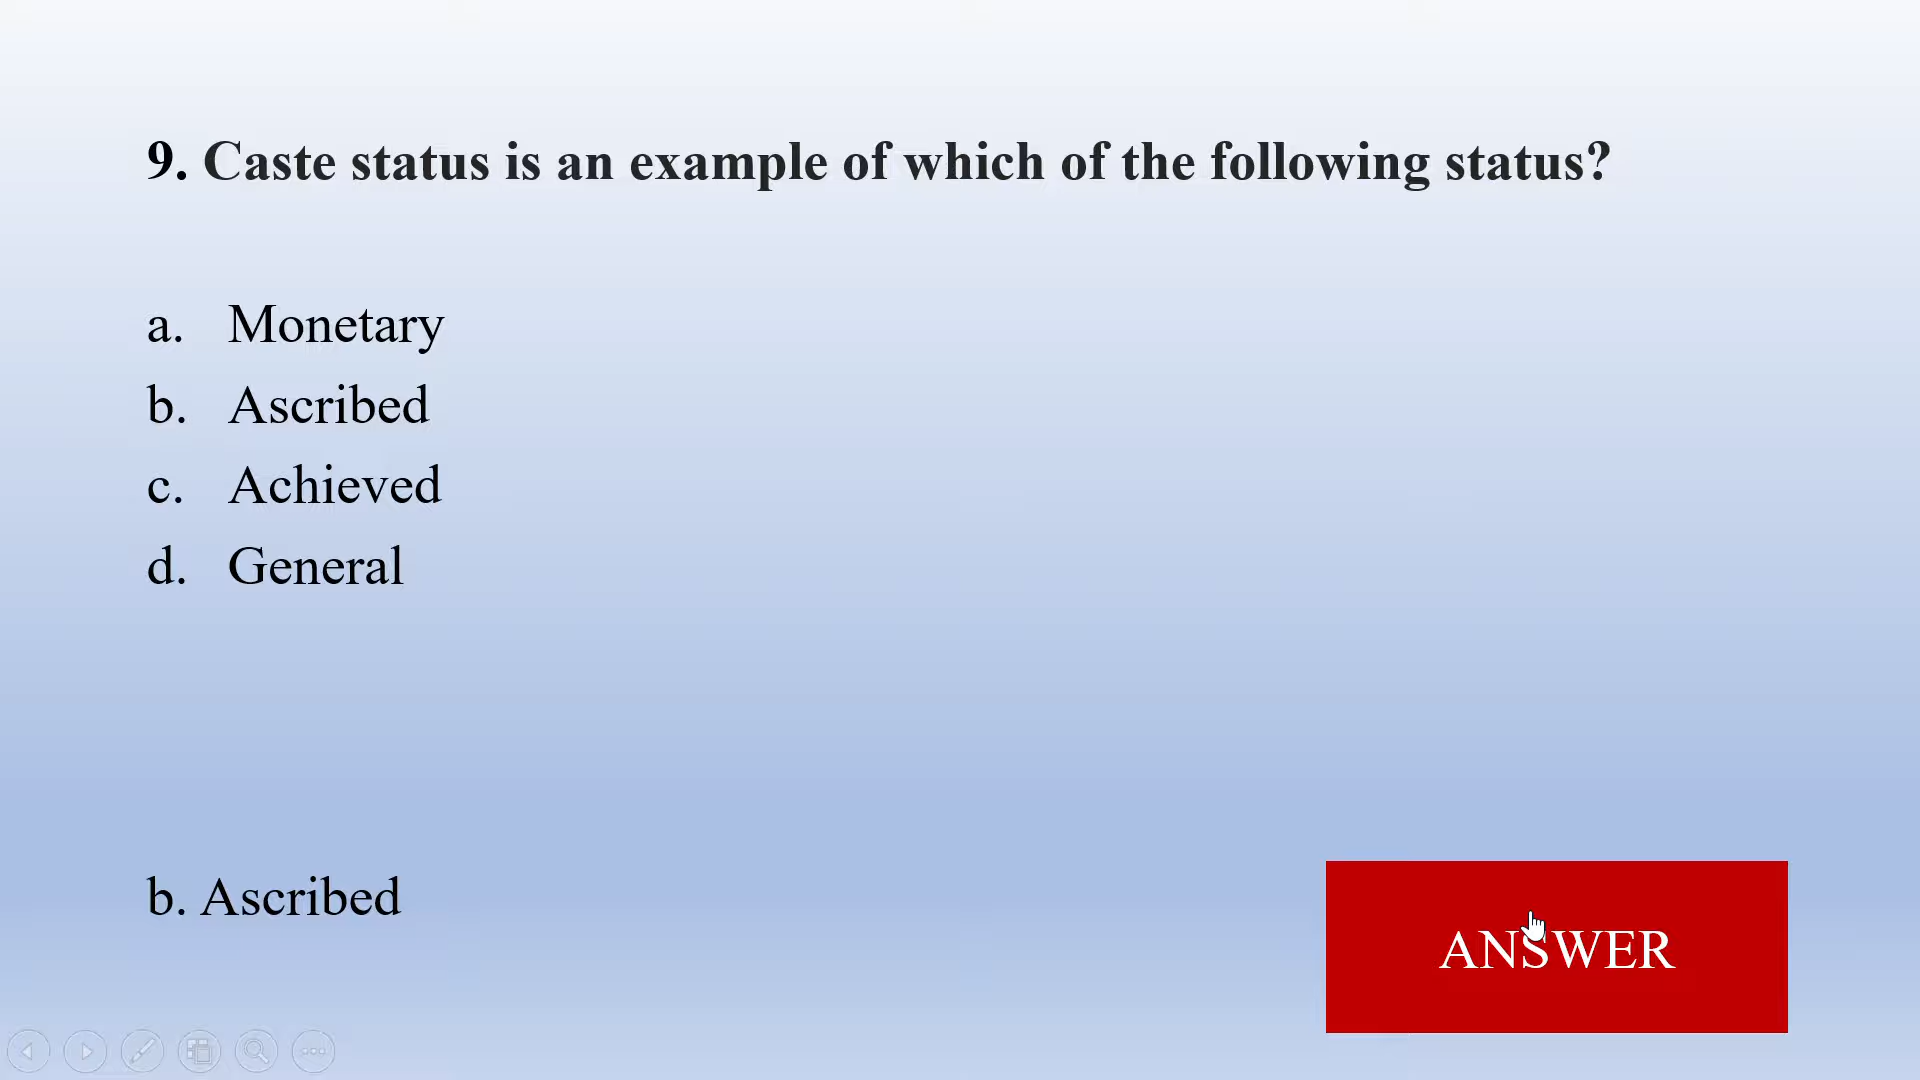 9. Caste status is an example of which of the following status?
a. Monetary
b. Ascribed
c. Achieved
d. General
b. Ascribed
ANSWER